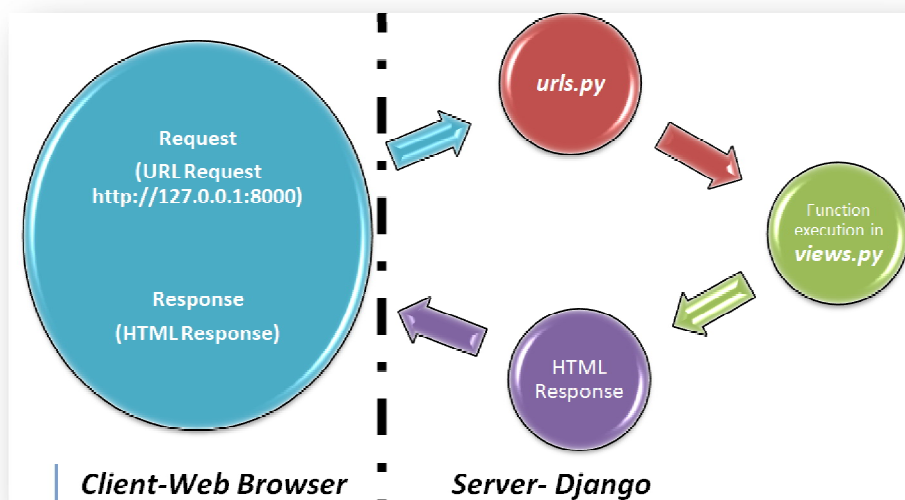 Request
(URL Request
http://127.0.0.1:8000)
Response
(HTML Response)
urls.py
Function
execution in
views.py
HTML
Response
Client-Web Browser
Server- Django